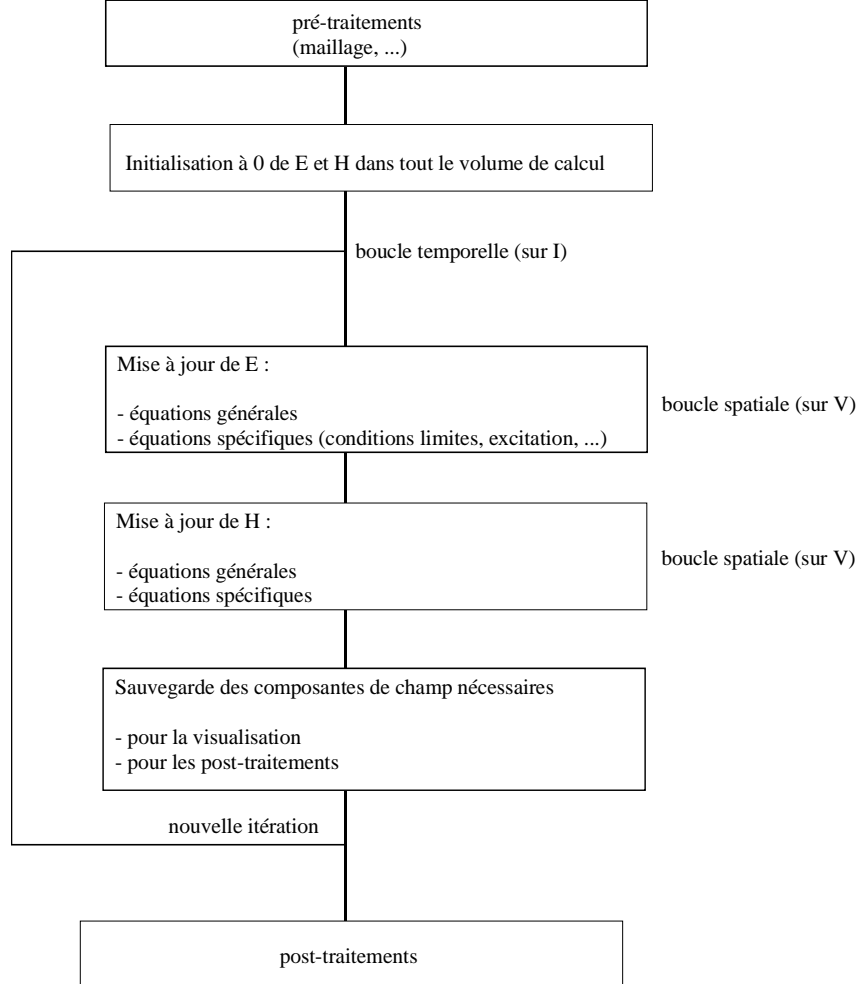 pré-traitements
(maillage, ...)
Initialisation à 0 de E et H dans tout le volume de calcul
boucle temporelle (sur I)
Mise à jour de E :
- équations générales
- équations spécifiques (conditions limites, excitation, ...)
boucle spatiale (sur V)
Mise à jour de H :
- équations générales
- équations spécifiques
boucle spatiale (sur V)
Sauvegarde des composantes de champ nécessaires
- pour la visualisation
- pour les post-traitements
nouvelle itération
post-traitements